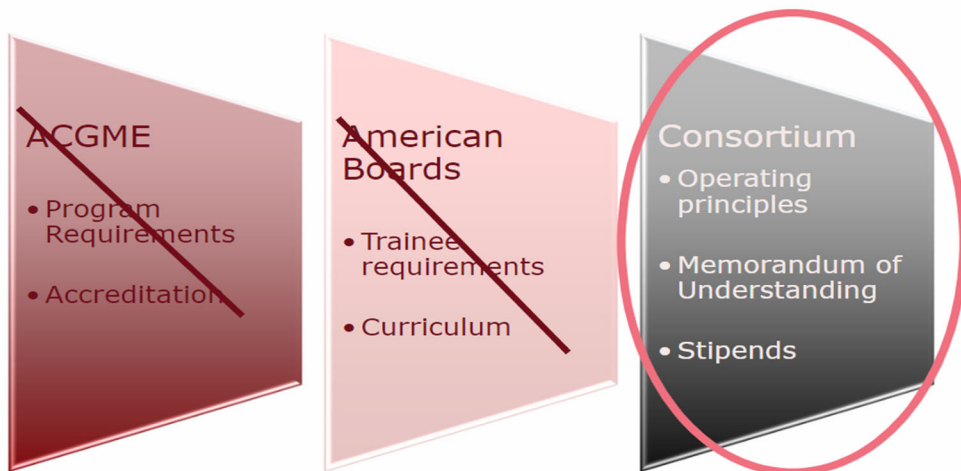 ACGME
• Program
Requirements
• Accreditation
American
Boards
• Trainee
requirements
• Curriculum
Consortium
• Operating
principles
• Memorandum of
Understanding
• Stipends